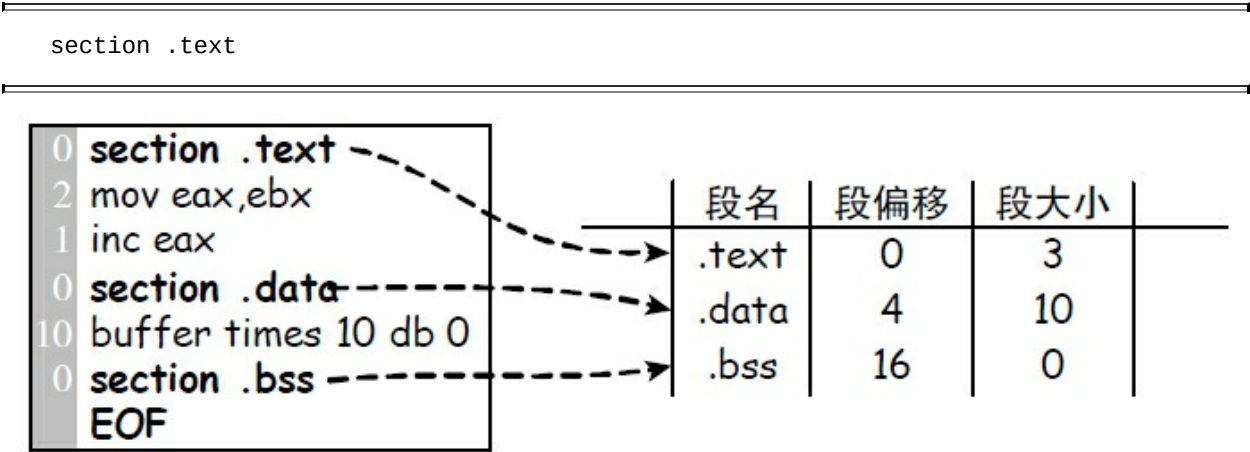 section .text
0 section .text
2 mov eax,ebx
1 inc eax
0 section .data
10 buffer times 10 db 0
0 section .bss
EOF
段名 段偏移 段大小
.text 0 3
.data 4 10
.bss 16 0